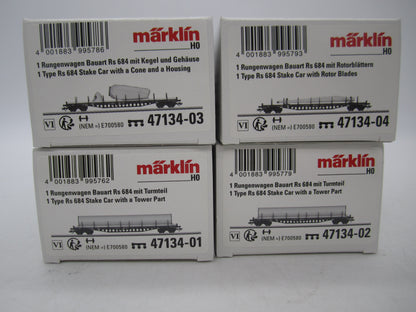 märklin
H0
4 001883 995786
1 Rungenwagen Bauart Rs 684 mit Kegel und Gehäuse
1 Type Rs 684 Stake Car with a Cone and a Housing
VI
(NEM ≈) E700580
47134-03
märklin
H0
4 001883 995793
1 Rungenwagen Bauart Rs 684 mit Rotorblättern
1 Type Rs 684 Stake Car with Rotor Blades
VI
(NEM ≈) E700580
47134-04
märklin
H0
4 001883 995762
1 Rungenwagen Bauart Rs 684 mit Turmteil
1 Type Rs 684 Stake Car with a Tower Part
VI
(NEM ≈) E700580
47134-01
märklin
H0
4 001883 995779
1 Rungenwagen Bauart Rs 684 mit Turmteil
1 Type Rs 684 Stake Car with a Tower Part
VI
(NEM ≈) E700580
47134-02